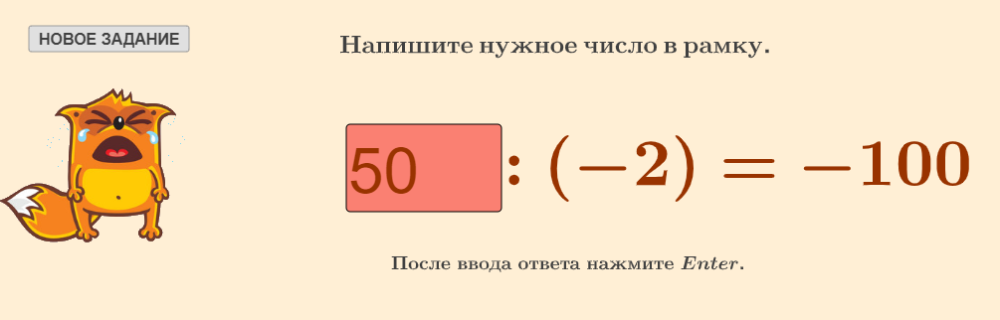 НОВОЕ ЗАДАНИЕ
Напишите нужное число в рамку.
50 : (−2) = −100
После ввода ответа нажмите Enter.